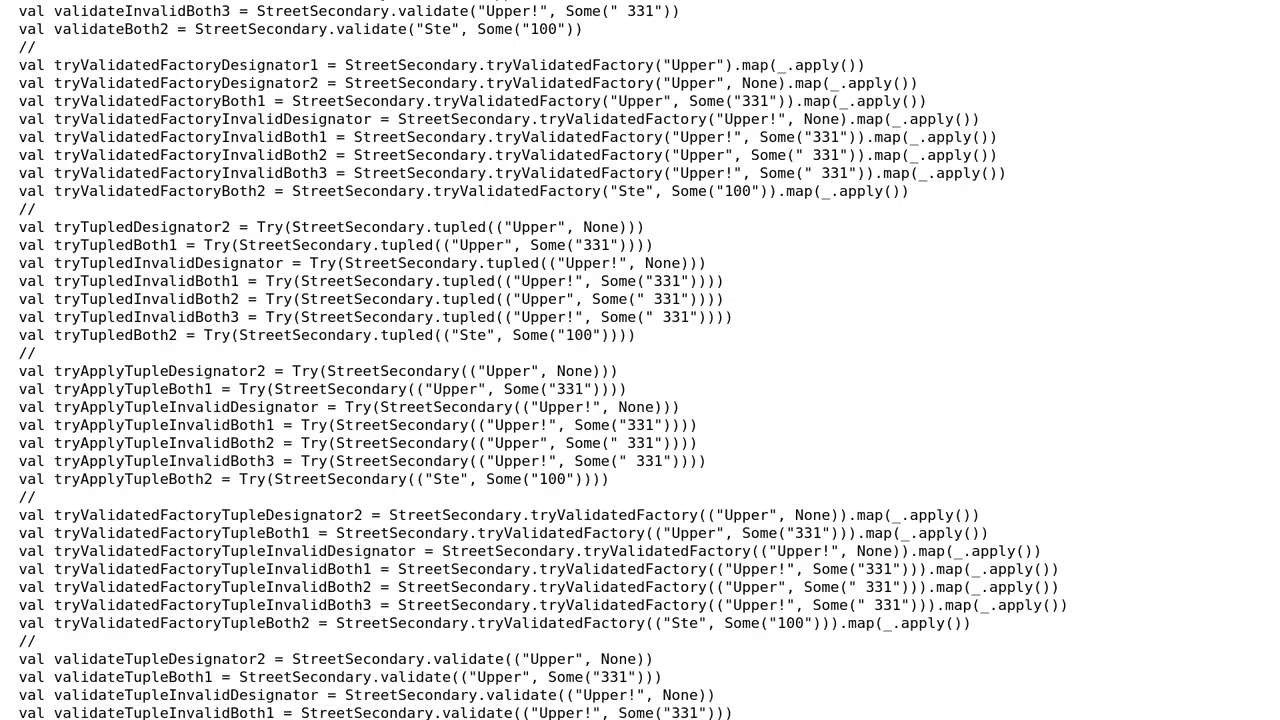 val validateInvalidBoth3 = StreetSecondary.validate("Upper!", Some(" 331"))
val validateBoth2 = StreetSecondary.validate("Ste", Some("100"))
//
val tryValidatedFactoryDesignator1 = StreetSecondary.tryValidatedFactory("Upper").map(_.apply())
val tryValidatedFactoryDesignator2 = StreetSecondary.tryValidatedFactory("Upper", None).map(_.apply())
val tryValidatedFactoryBoth1 = StreetSecondary.tryValidatedFactory("Upper", Some("331")).map(_.apply())
val tryValidatedFactoryInvalidDesignator = StreetSecondary.tryValidatedFactory("Upper!", None).map(_.apply())
val tryValidatedFactoryInvalidBoth1 = StreetSecondary.tryValidatedFactory("Upper!", Some("331")).map(_.apply())
val tryValidatedFactoryInvalidBoth2 = StreetSecondary.tryValidatedFactory("Upper", Some(" 331")).map(_.apply())
val tryValidatedFactoryInvalidBoth3 = StreetSecondary.tryValidatedFactory("Upper!", Some(" 331")).map(_.apply())
val tryValidatedFactoryBoth2 = StreetSecondary.tryValidatedFactory("Ste", Some("100")).map(_.apply())
//
val tryTupledDesignator2 = Try(StreetSecondary.tupled(("Upper", None)))
val tryTupledBoth1 = Try(StreetSecondary.tupled(("Upper", Some("331"))))
val tryTupledInvalidDesignator = Try(StreetSecondary.tupled(("Upper!", None)))
val tryTupledInvalidBoth1 = Try(StreetSecondary.tupled(("Upper!", Some("331"))))
val tryTupledInvalidBoth2 = Try(StreetSecondary.tupled(("Upper", Some(" 331"))))
val tryTupledInvalidBoth3 = Try(StreetSecondary.tupled(("Upper!", Some(" 331"))))
val tryTupledBoth2 = Try(StreetSecondary.tupled(("Ste", Some("100"))))
//
val tryApplyTupleDesignator2 = Try(StreetSecondary(("Upper", None)))
val tryApplyTupleBoth1 = Try(StreetSecondary(("Upper", Some("331"))))
val tryApplyTupleInvalidDesignator = Try(StreetSecondary(("Upper!", None)))
val tryApplyTupleInvalidBoth1 = Try(StreetSecondary(("Upper!", Some("331"))))
val tryApplyTupleInvalidBoth2 = Try(StreetSecondary(("Upper", Some(" 331"))))
val tryApplyTupleInvalidBoth3 = Try(StreetSecondary(("Upper!", Some(" 331"))))
val tryApplyTupleBoth2 = Try(StreetSecondary(("Ste", Some("100"))))
//
val tryValidatedFactoryTupleDesignator2 = StreetSecondary.tryValidatedFactory(("Upper", None)).map(_.apply())
val tryValidatedFactoryTupleBoth1 = StreetSecondary.tryValidatedFactory(("Upper", Some("331"))).map(_.apply())
val tryValidatedFactoryTupleInvalidDesignator = StreetSecondary.tryValidatedFactory(("Upper!", None)).map(_.apply())
val tryValidatedFactoryTupleInvalidBoth1 = StreetSecondary.tryValidatedFactory(("Upper!", Some("331"))).map(_.apply())
val tryValidatedFactoryTupleInvalidBoth2 = StreetSecondary.tryValidatedFactory(("Upper", Some(" 331"))).map(_.apply())
val tryValidatedFactoryTupleInvalidBoth3 = StreetSecondary.tryValidatedFactory(("Upper!", Some(" 331"))).map(_.apply())
val tryValidatedFactoryTupleBoth2 = StreetSecondary.tryValidatedFactory(("Ste", Some("100"))).map(_.apply())
//
val validateTupleDesignator2 = StreetSecondary.validate(("Upper", None))
val validateTupleBoth1 = StreetSecondary.validate(("Upper", Some("331")))
val validateTupleInvalidDesignator = StreetSecondary.validate(("Upper!", None))
val validateTupleInvalidBoth1 = StreetSecondary.validate(("Upper!", Some("331")))